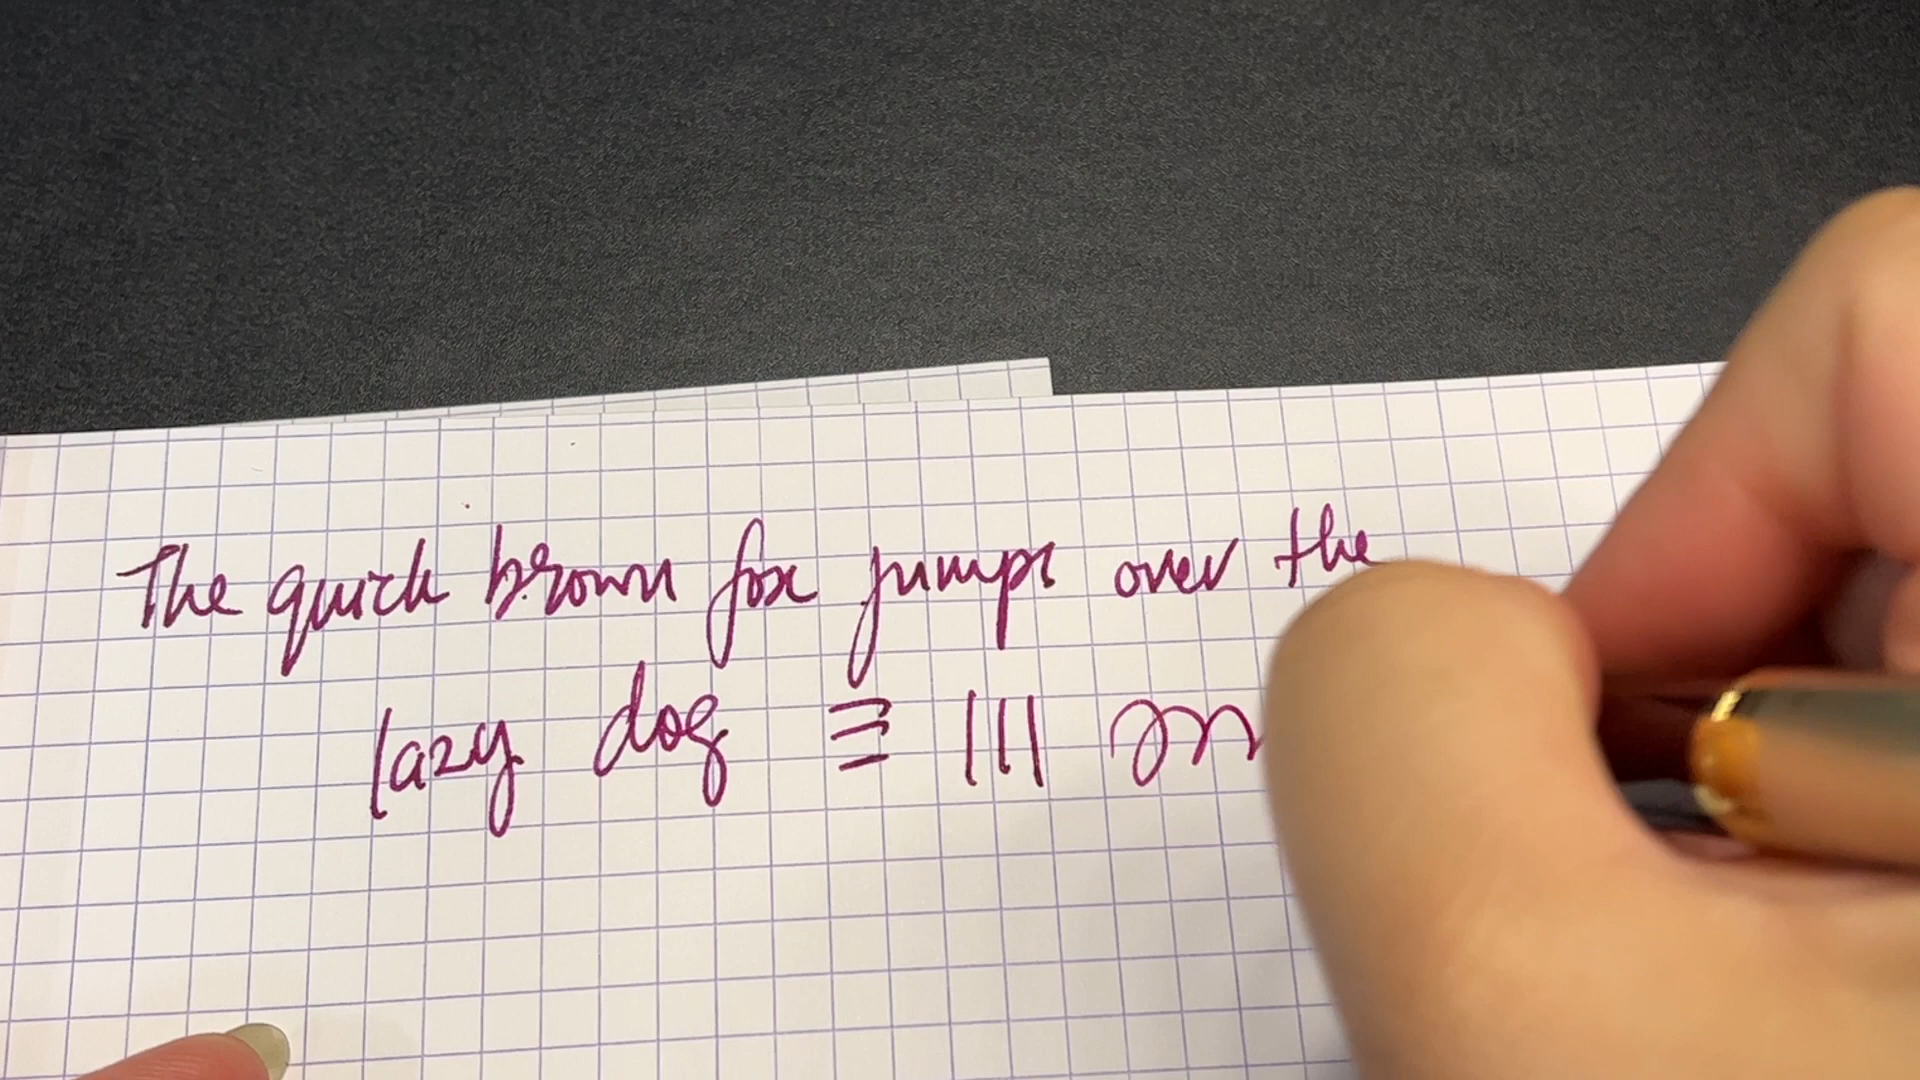 The quick brown fox jumps over the
lazy dog ≡ |||